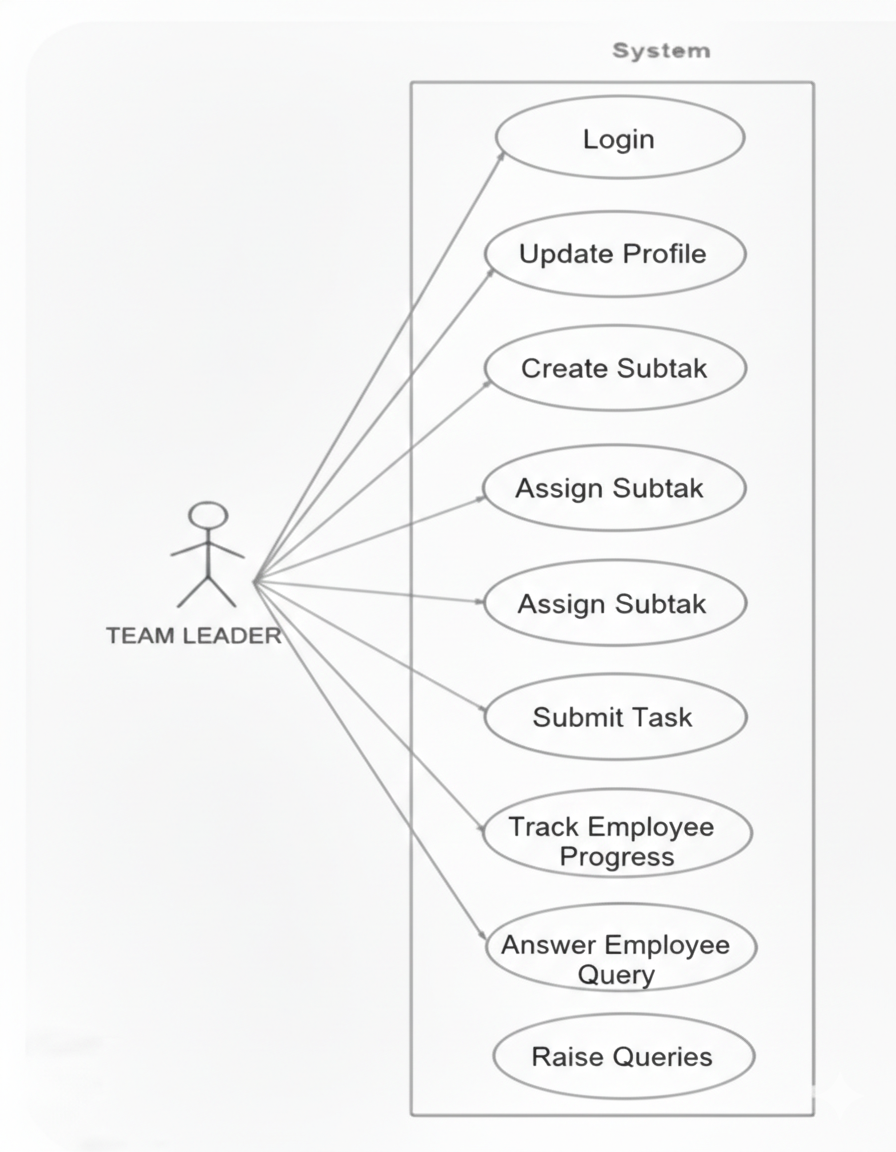 System
Login
Update Profile
Create Subtak
Assign Subtak
Assign Subtak
TEAM LEADER
Submit Task
Track Employee
Progress
Answer Employee
Query
Raise Queries